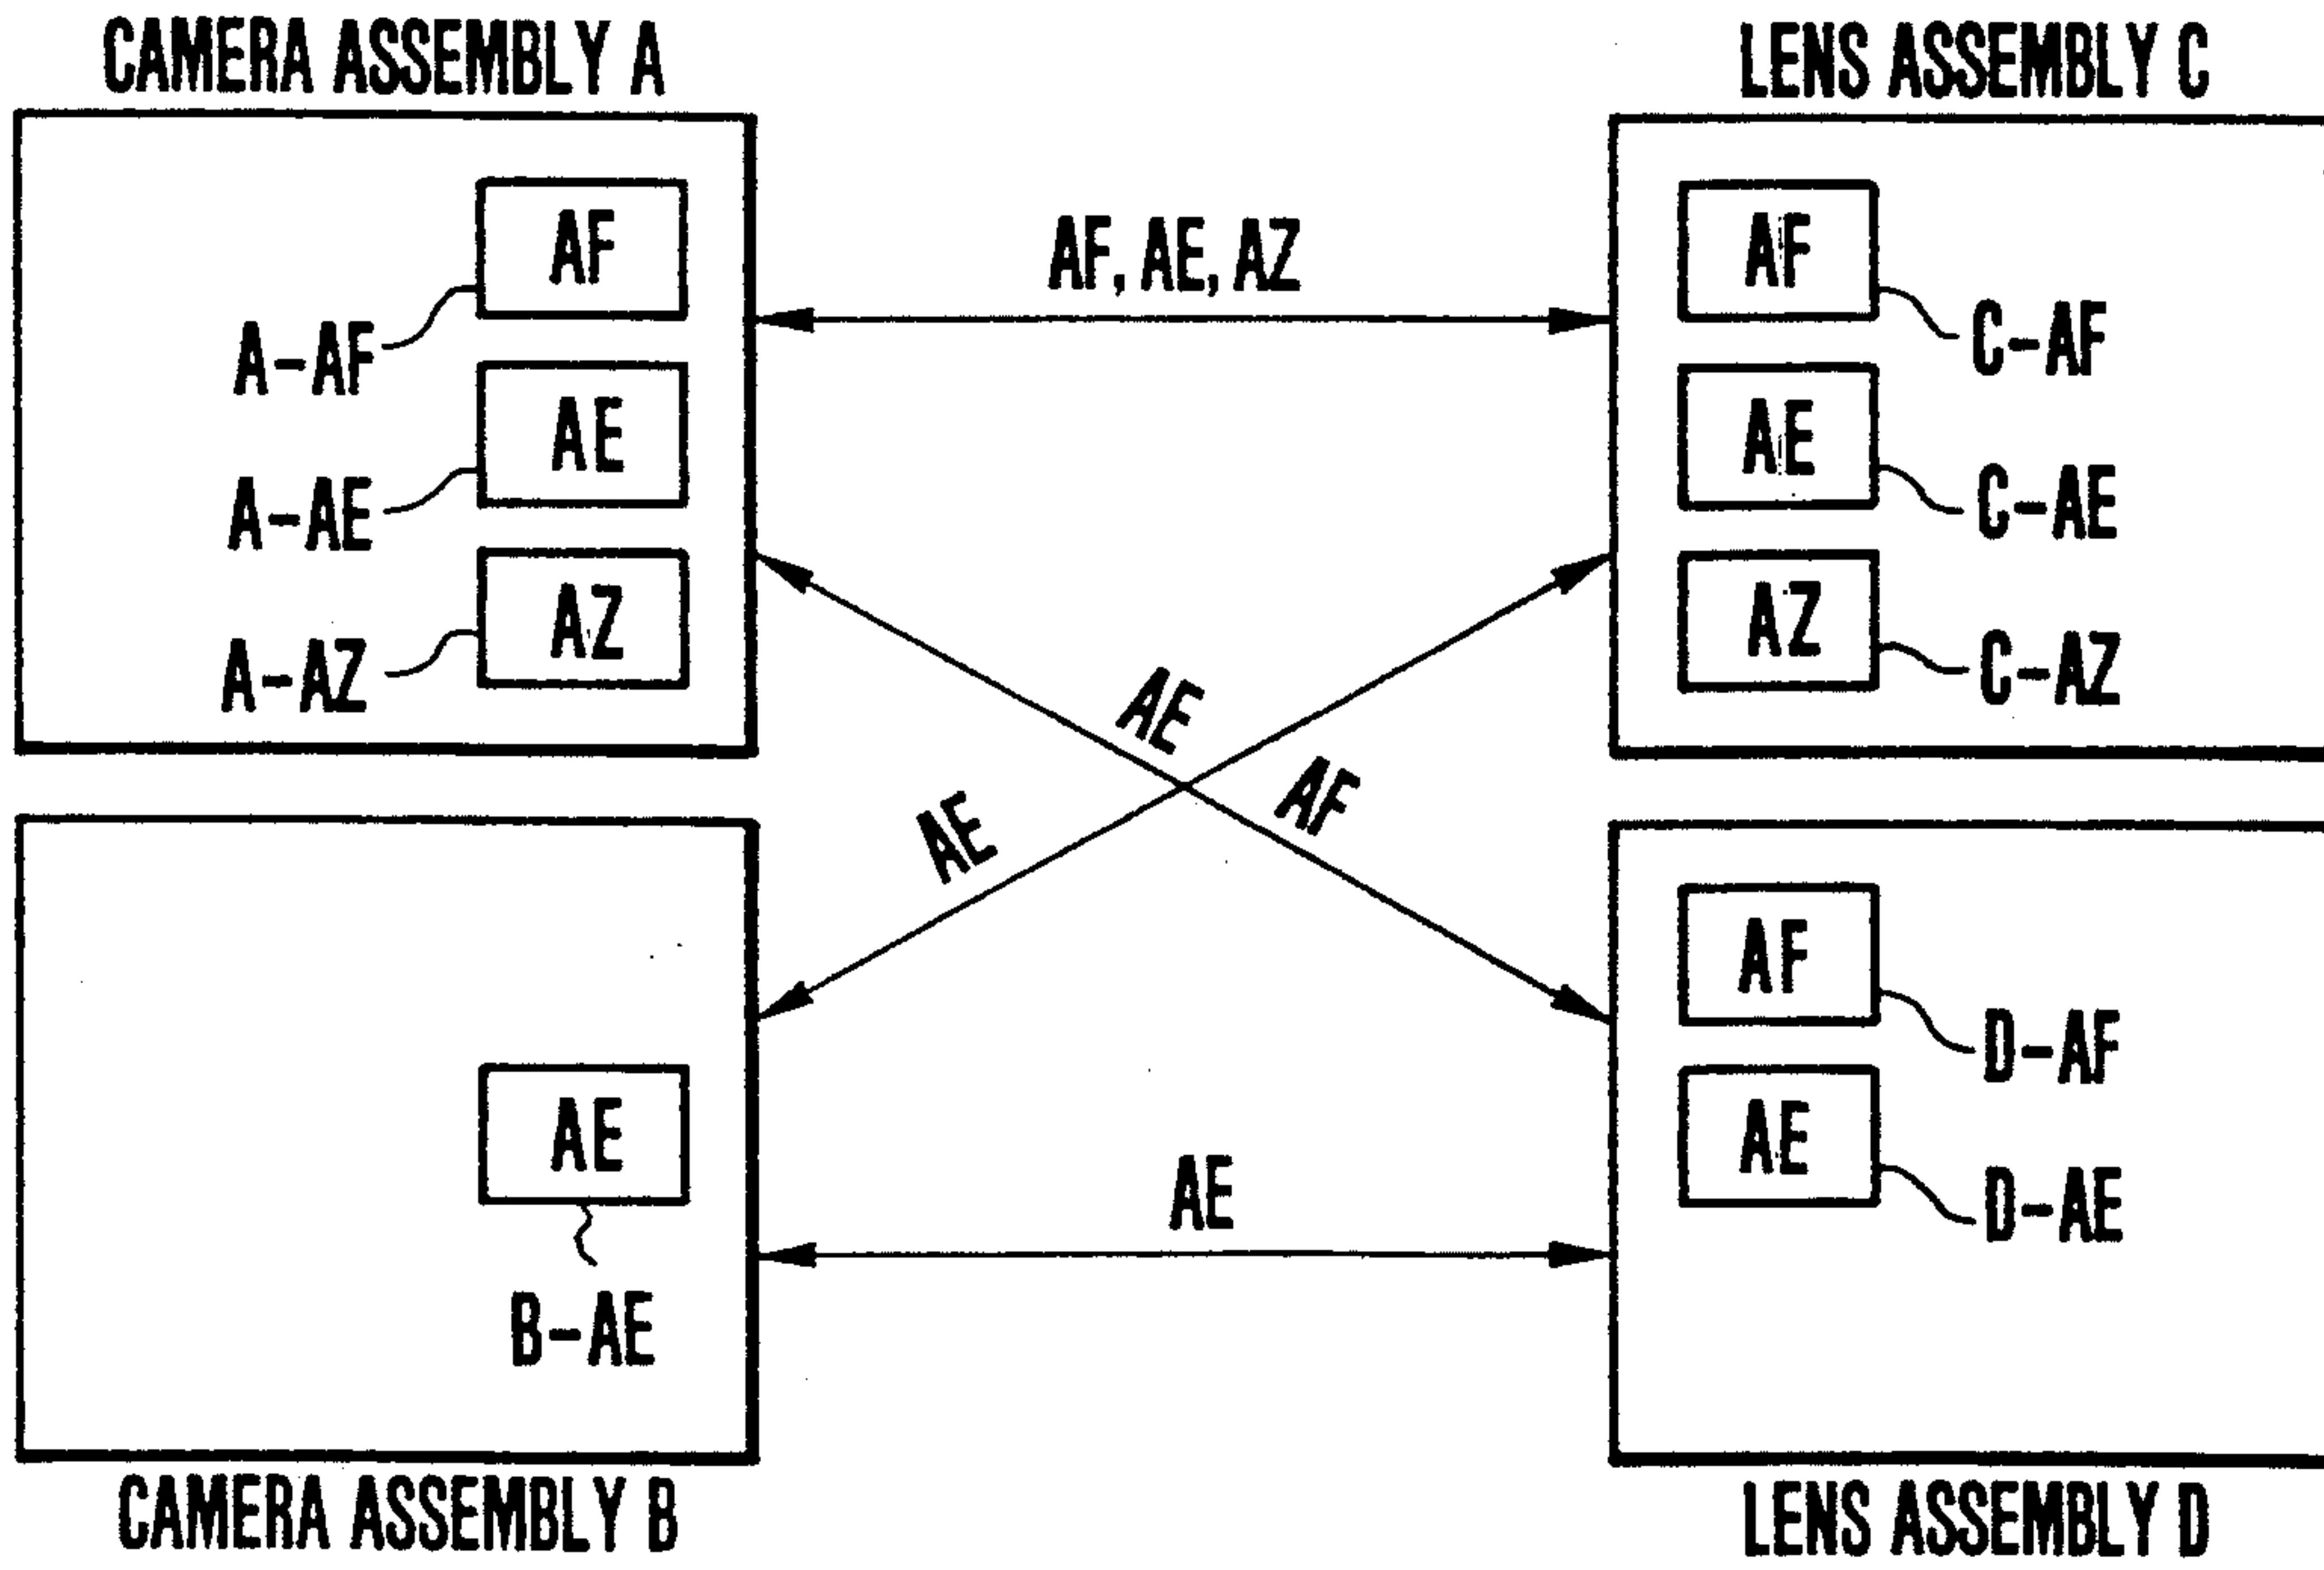 CAMERA ASSEMBLY A
LENS ASSEMBLY C
AF
A-AF
AE
A-AE
AZ
A-AZ
AF, AE, AZ
AF
C-AF
AE
C-AE
AZ
C-AZ
AE
AF
AE
AE
AE
B-AE
AF
D-AF
AE
D-AE
CAMERA ASSEMBLY B
LENS ASSEMBLY D